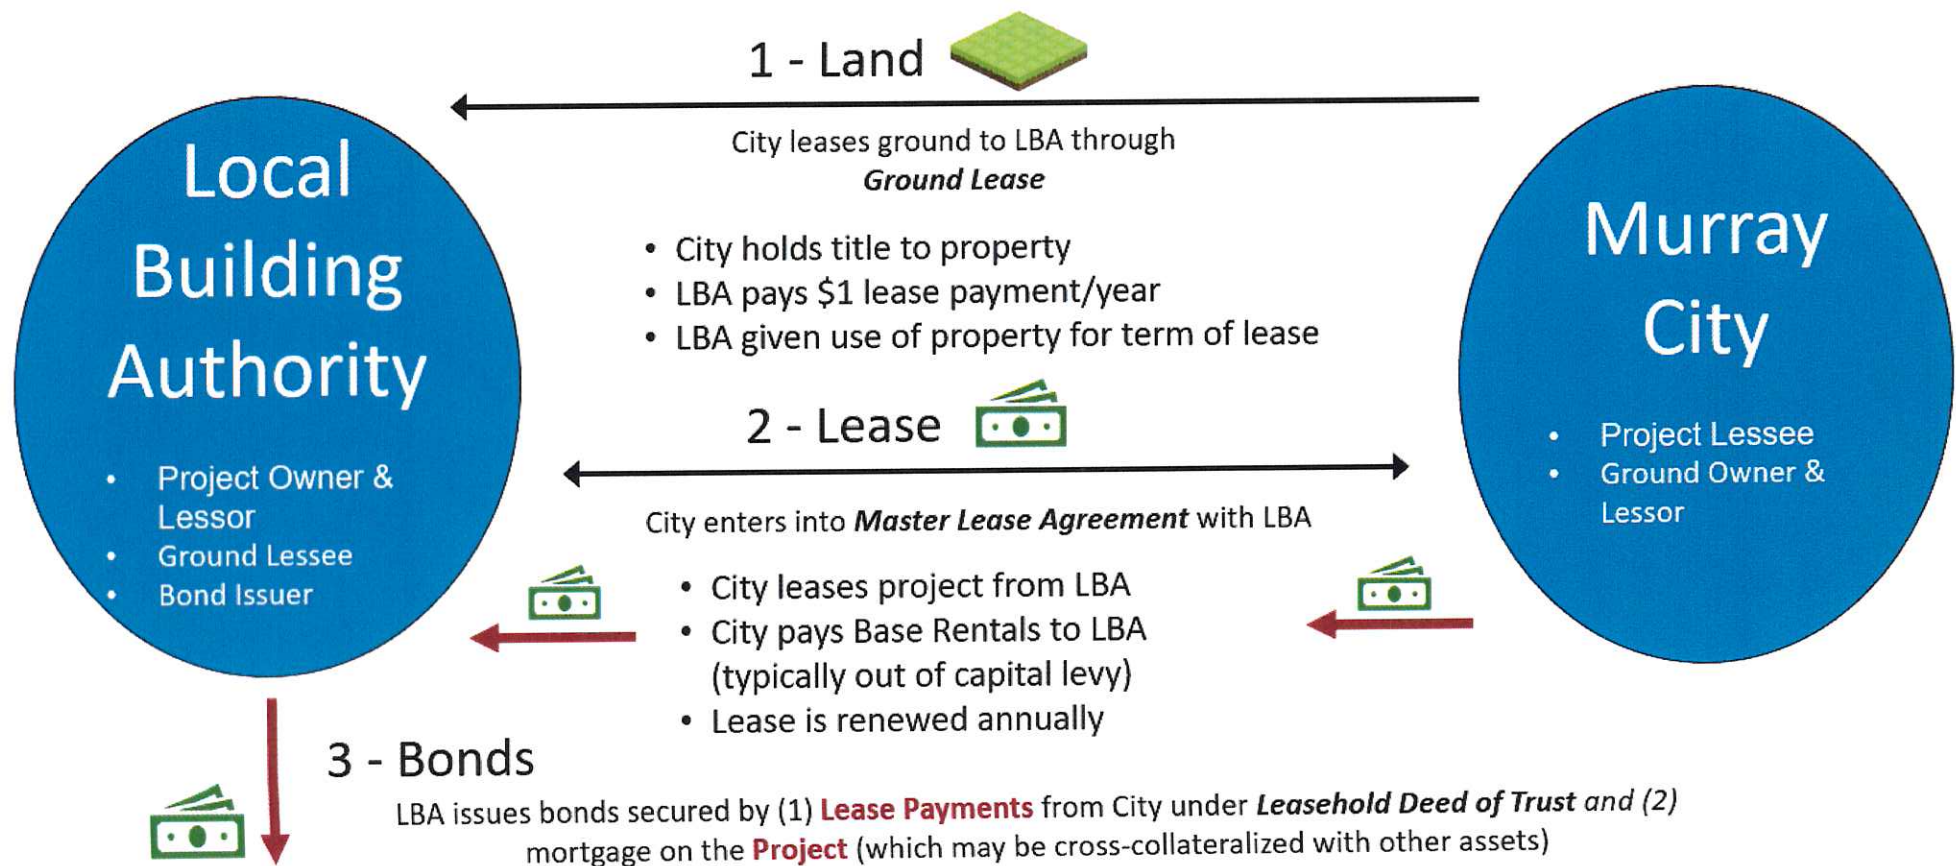 1 - Land
City leases ground to LBA through
Ground Lease
• City holds title to property
• LBA pays $1 lease payment/year
• LBA given use of property for term of lease
Local
Building
Authority
• Project Owner &
Lessor
• Ground Lessee
• Bond Issuer
Murray
City
• Project Lessee
• Ground Owner &
Lessor
2 - Lease
City enters into Master Lease Agreement with LBA
• City leases project from LBA
• City pays Base Rentals to LBA
(typically out of capital levy)
• Lease is renewed annually
3 - Bonds
LBA issues bonds secured by (1) Lease Payments from City under Leasehold Deed of Trust and (2)
mortgage on the Project (which may be cross-collateralized with other assets)